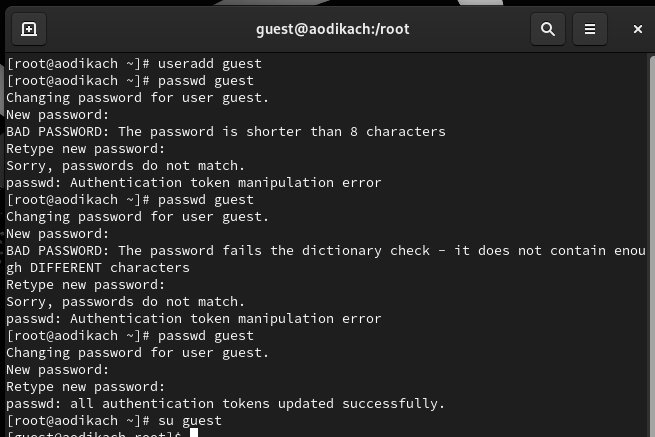 guest@aodikach:/root
[root@aodikach ~]# useradd guest
[root@aodikach ~]# passwd guest
Changing password for user guest.
New password:
BAD PASSWORD: The password is shorter than 8 characters
Retype new password:
Sorry, passwords do not match.
passwd: Authentication token manipulation error
[root@aodikach ~]# passwd guest
Changing password for user guest.
New password:
BAD PASSWORD: The password fails the dictionary check - it does not contain enou
gh DIFFERENT characters
Retype new password:
Sorry, passwords do not match.
passwd: Authentication token manipulation error
[root@aodikach ~]# passwd guest
Changing password for user guest.
New password:
Retype new password:
passwd: all authentication tokens updated successfully.
[root@aodikach ~]# su guest
[guest@aodikach root]$